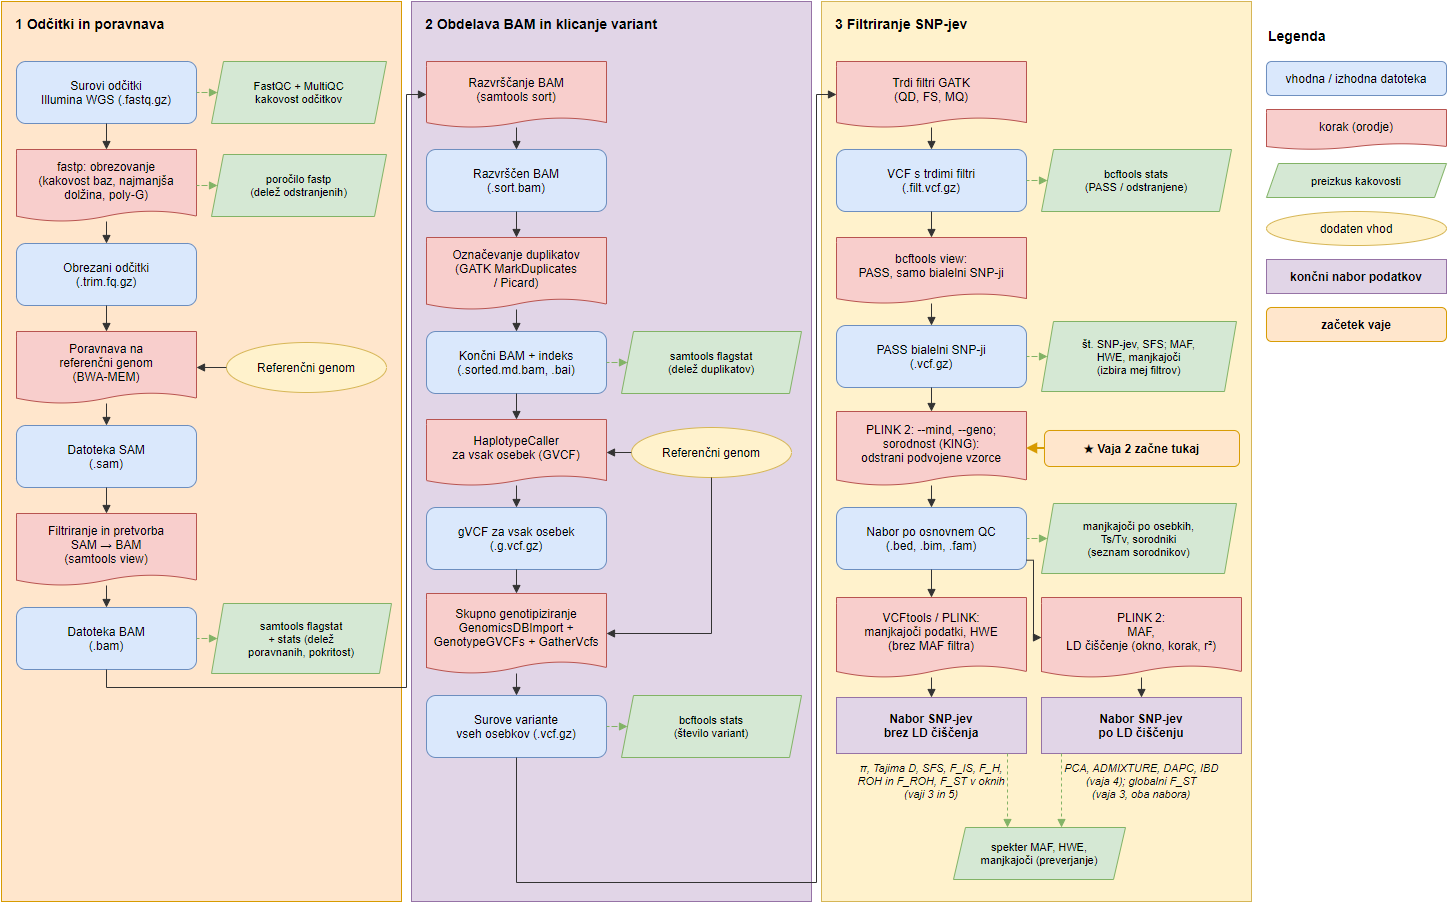 1 Odčitki in poravnava
Surovi odčitki
Illumina WGS (.fastq.gz)
FastQC + MultiQC
kakovost odčitkov
fastp: obrezovanje
(kakovost baz, najmanjša
dolžina, poly-G)
poročilo fastp
(delež odstranjenih)
Obrezani odčitki
(.trim.fq.gz)
Poravnava na
referenčni genom
(BWA-MEM)
Referenčni genom
Datoteka SAM
(.sam)
Filtriranje in pretvorba
SAM → BAM
(samtools view)
Datoteka BAM
(.bam)
samtools flagstat
+ stats (delež
poravnanih, pokritost)
2 Obdelava BAM in klicanje variant
Razvrščanje BAM
(samtools sort)
Razvrščen BAM
(.sort.bam)
Označevanje duplikatov
(GATK MarkDuplicates
/ Picard)
Končni BAM + indeks
(.sorted.md.bam, .bai)
samtools flagstat
(delež duplikatov)
HaplotypeCaller
za vsak osebek (GVCF)
Referenčni genom
gVCF za vsak osebek
(.g.vcf.gz)
Skupno genotipiziranje
GenomicsDBImport +
GenotypeGVCFs + GatherVcfs
Surove variante
vseh osebkov (.vcf.gz)
bcftools stats
(število variant)
3 Filtriranje SNP-jev
Trdi filtri GATK
(QD, FS, MQ)
VCF s trdimi filtri
(.filt.vcf.gz)
bcftools stats
(PASS / odstranjene)
bcftools view:
PASS, samo bialelni SNP-ji
PASS bialelni SNP-ji
(.vcf.gz)
št. SNP-jev, SFS; MAF,
HWE, manjkajoči
(izbira mej filtrov)
PLINK 2: --mind, --geno;
sorodnost (KING):
odstrani podvojene vzorce
★ Vaja 2 začne tukaj
Nabor po osnovnem QC
(.bed, .bim, .fam)
manjkajoči po osebkih,
Ts/Tv, sorodniki
(seznam sorodnikov)
VCFtools / PLINK:
manjkajoči podatki, HWE
(brez MAF filtra)
PLINK 2:
MAF,
LD čiščenje (okno, korak, r²)
Nabor SNP-jev
brez LD čiščenja
Nabor SNP-jev
po LD čiščenju
π, Tajima D, SFS, F_IS, F_H,
ROH in F_ROH, F_ST v oknih
(vaji 3 in 5)
PCA, ADMIXTURE, DAPC, IBD
(vaja 4); globalni F_ST
(vaja 3, oba nabora)
spekter MAF, HWE,
manjkajoči (preverjanje)
Legenda
vhodna / izhodna datoteka
korak (orodje)
preizkus kakovosti
dodaten vhod
končni nabor podatkov
začetek vaje